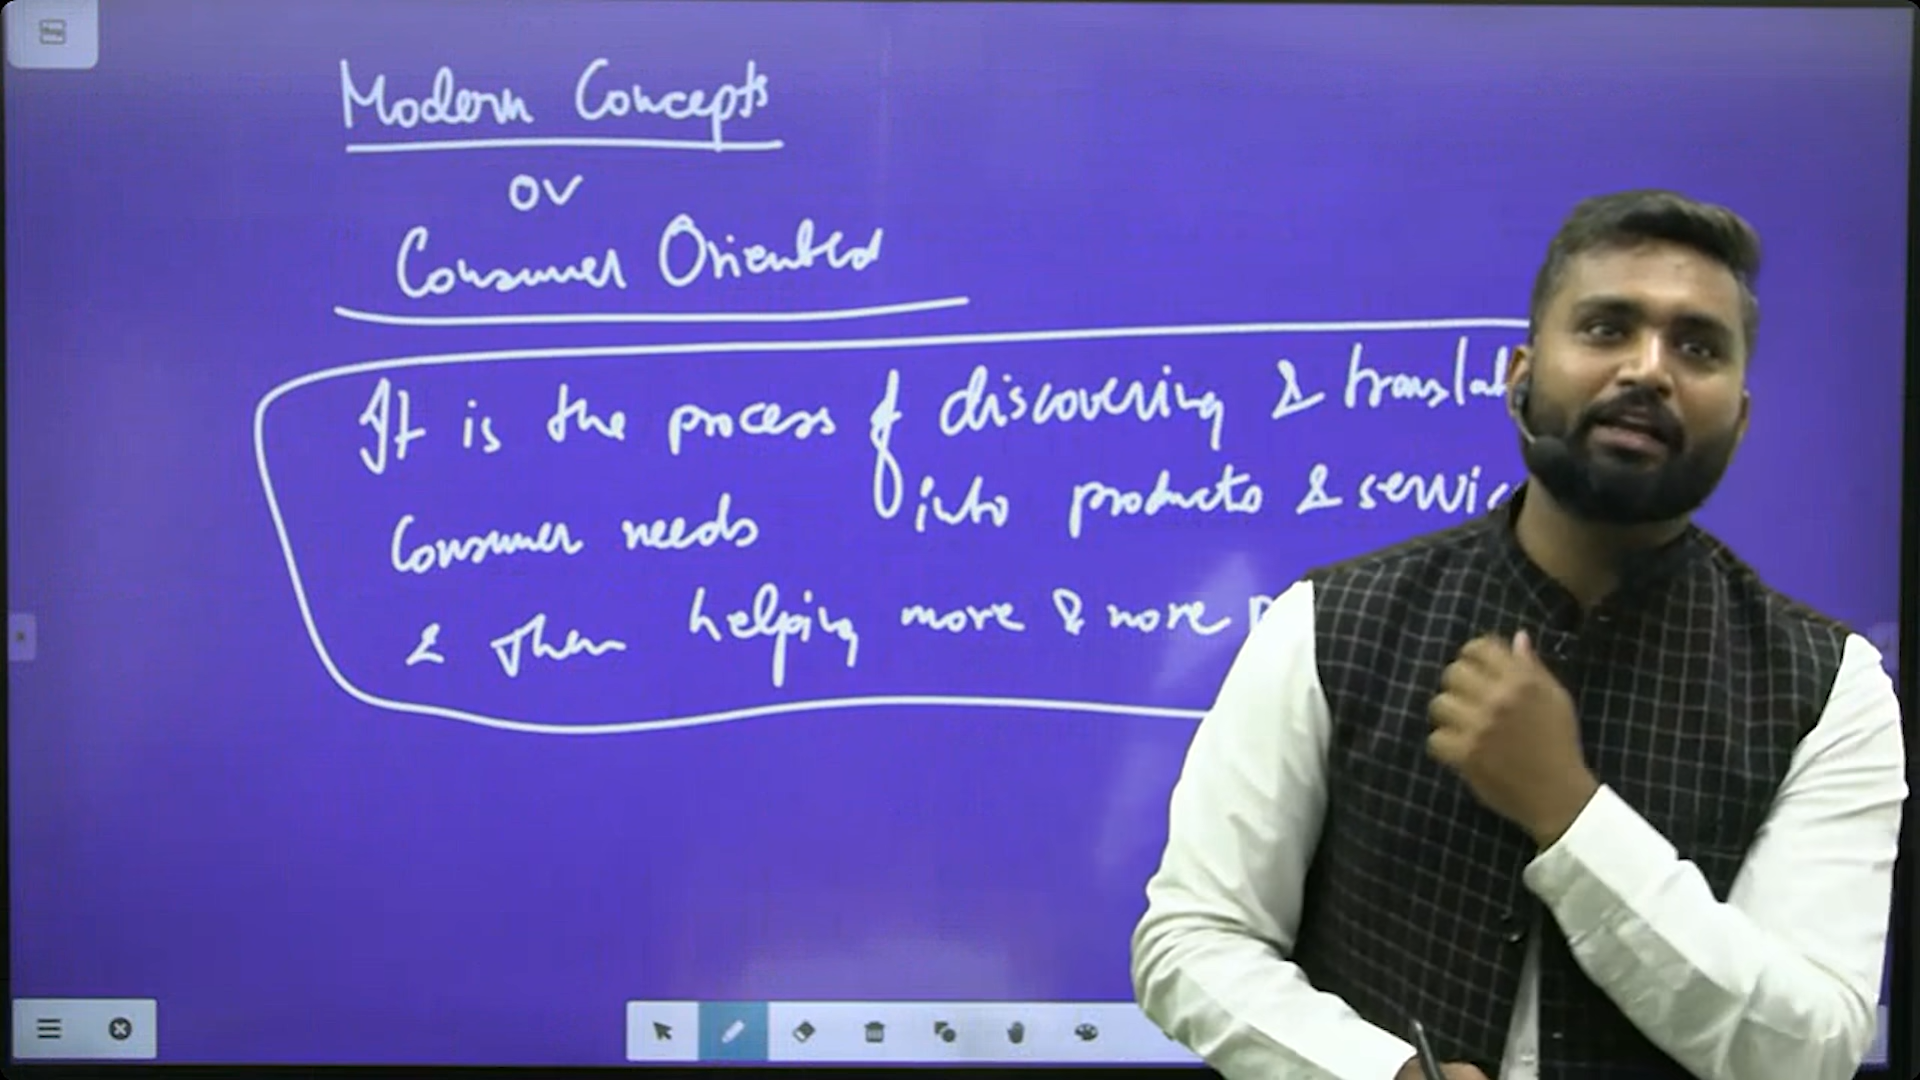 Modern Concepts
or
Consumer Oriented
It is the process of discovering & translat
Consumer needs into products & servic
& then helping more & more